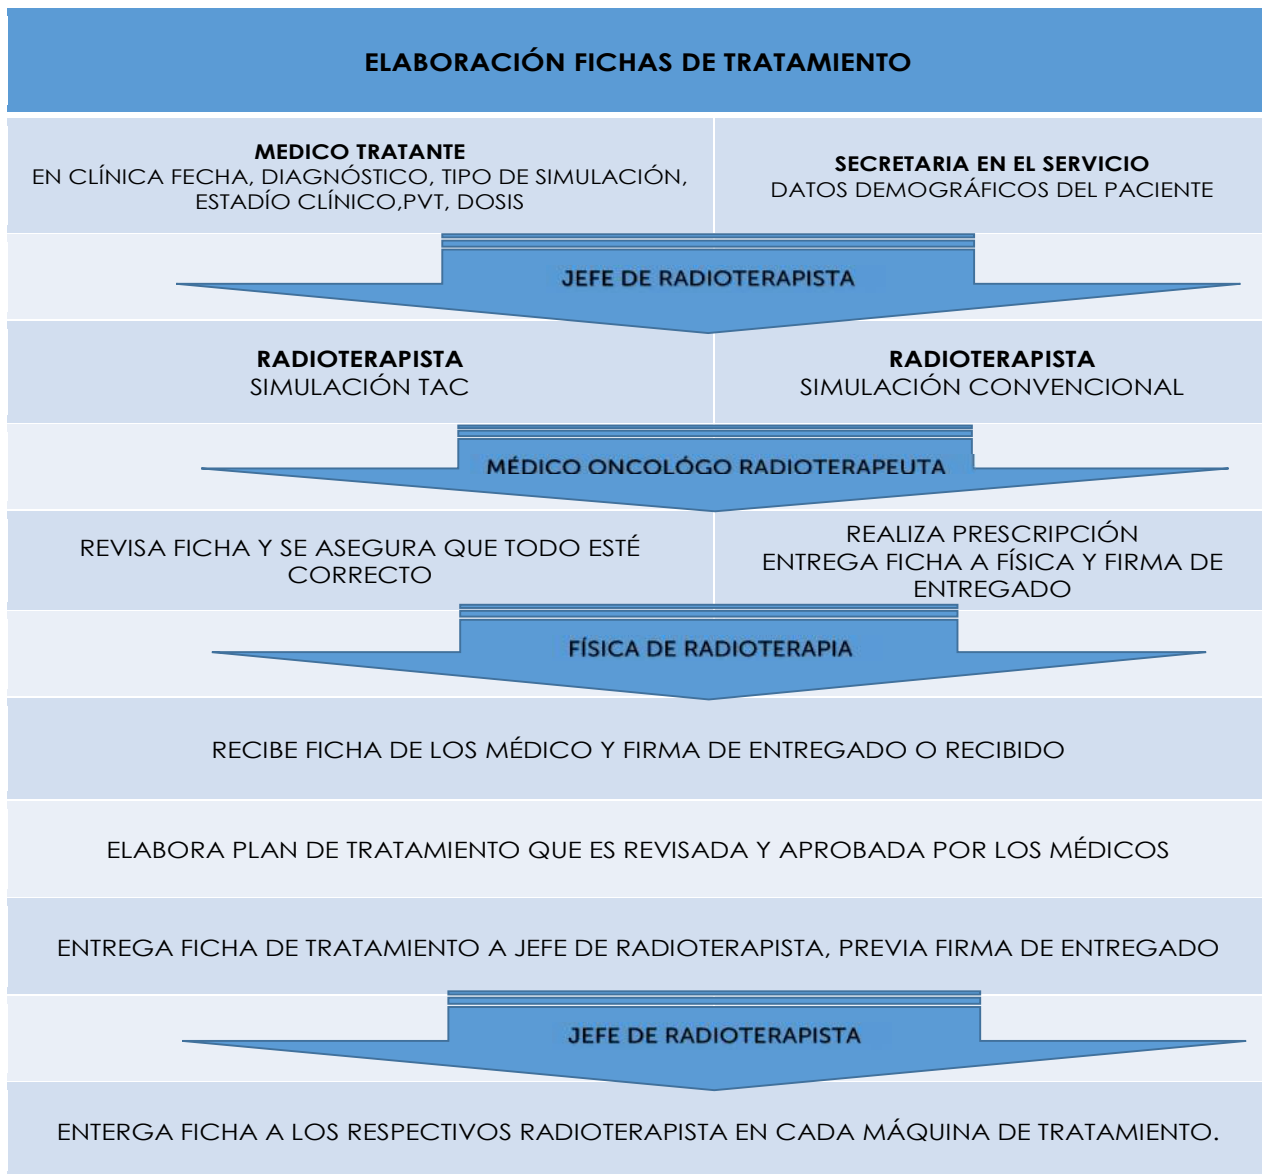 ELABORACIÓN FICHAS DE TRATAMIENTO
MEDICO TRATANTE
EN CLÍNICA FECHA, DIAGNÓSTICO, TIPO DE SIMULACIÓN,
ESTADÍO CLÍNICO,PVT, DOSIS
SECRETARIA EN EL SERVICIO
DATOS DEMOGRÁFICOS DEL PACIENTE
JEFE DE RADIOTERAPISTA
RADIOTERAPISTA
SIMULACIÓN TAC
RADIOTERAPISTA
SIMULACIÓN CONVENCIONAL
MÉDICO ONCOLÓGO RADIOTERAPEUTA
REVISA FICHA Y SE ASEGURA QUE TODO ESTÉ
CORRECTO
REALIZA PRESCRIPCIÓN
ENTREGA FICHA A FÍSICA Y FIRMA DE
ENTREGADO
FÍSICA DE RADIOTERAPIA
RECIBE FICHA DE LOS MÉDICO Y FIRMA DE ENTREGADO O RECIBIDO
ELABORA PLAN DE TRATAMIENTO QUE ES REVISADA Y APROBADA POR LOS MÉDICOS
ENTREGA FICHA DE TRATAMIENTO A JEFE DE RADIOTERAPISTA, PREVIA FIRMA DE ENTREGADO
JEFE DE RADIOTERAPISTA
ENTERGA FICHA A LOS RESPECTIVOS RADIOTERAPISTA EN CADA MÁQUINA DE TRATAMIENTO.